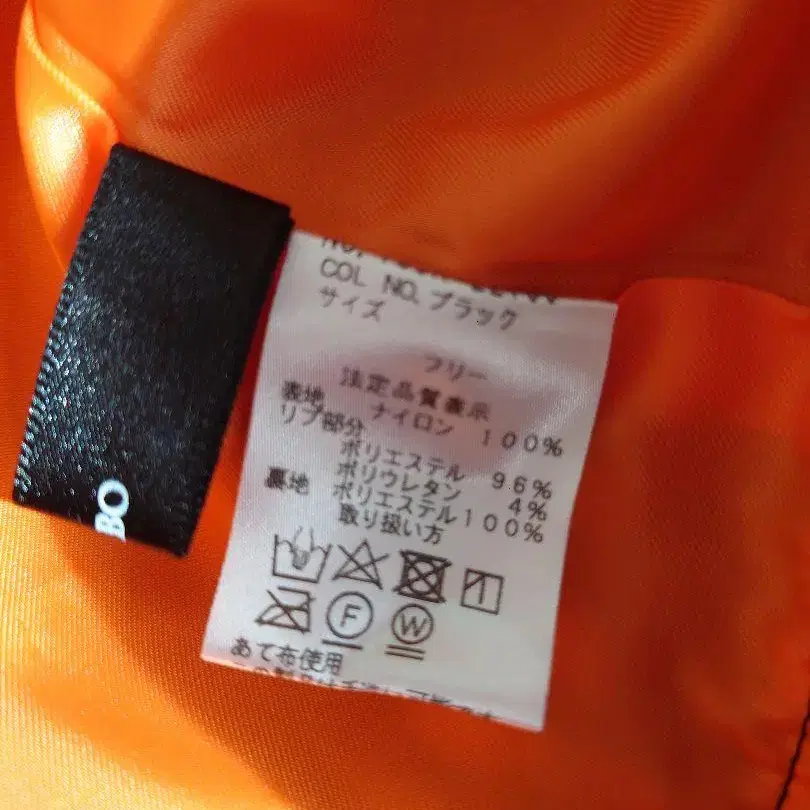 BO
COL NO. ブラック
サイズ
フリー
法定品質表示
表地 ナイロン 100%
リブ部分
ポリエステル 96%
ポリウレタン 4%
裏地 ポリエステル 100%
取り扱い方
F
W
あて布使用